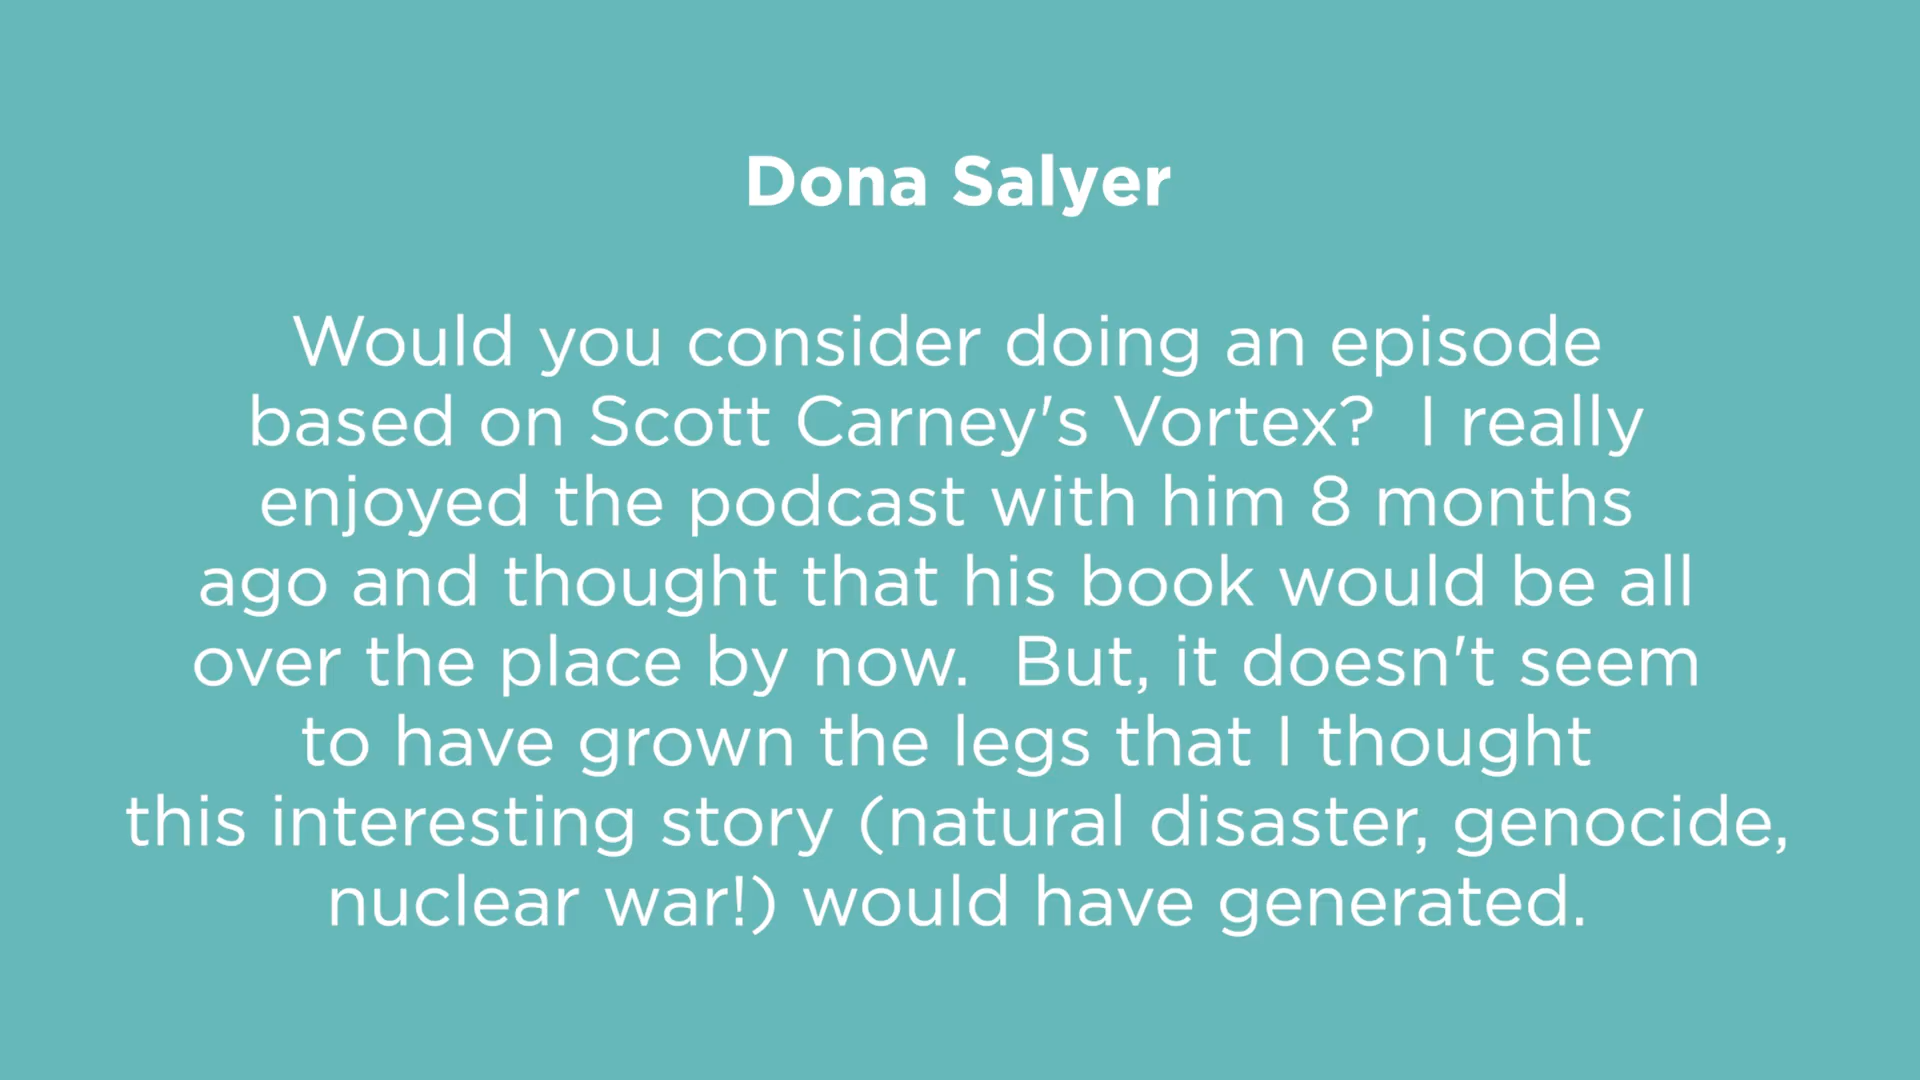 Dona Salyer
Would you consider doing an episode
based on Scott Carney's Vortex?  I really
enjoyed the podcast with him 8 months
ago and thought that his book would be all
over the place by now.  But, it doesn't seem
to have grown the legs that I thought
this interesting story (natural disaster, genocide,
nuclear war!) would have generated.